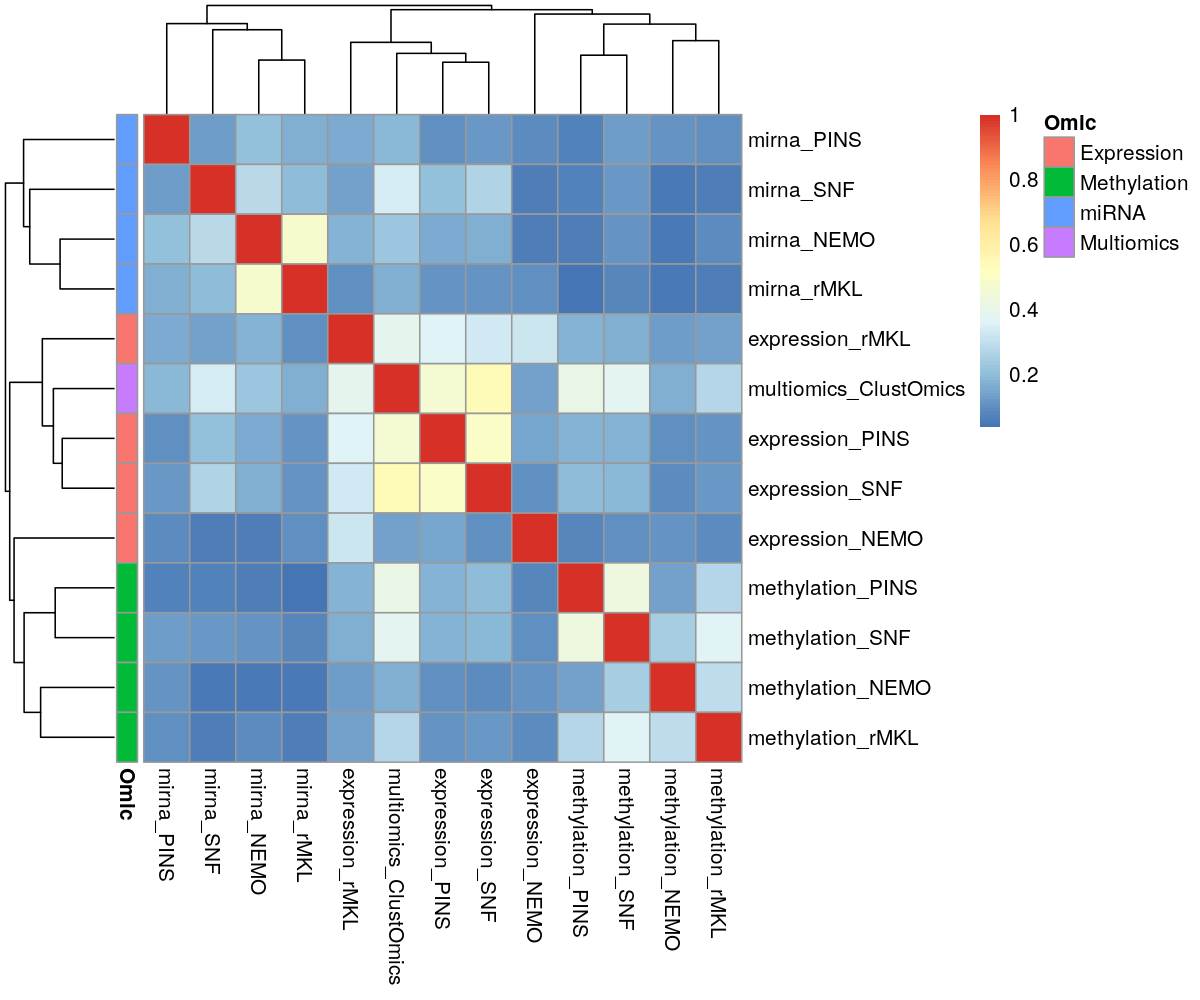 mirna_PINS
mirna_SNF
mirna_NEMO
mirna_rMKL
expression_rMKL
multiomics_ClustOmics
expression_PINS
expression_SNF
expression_NEMO
methylation_PINS
methylation_SNF
methylation_NEMO
methylation_rMKL
1
0.8
0.6
0.4
0.2
OmIc
Expression
Methylation
miRNA
Multiomics
OmIc
mirna_PINS
mirna_SNF
mirna_NEMO
mirna_rMKL
expression_rMKL
multiomics_ClustOmics
expression_PINS
expression_SNF
expression_NEMO
methylation_PINS
methylation_SNF
methylation_NEMO
methylation_rMKL